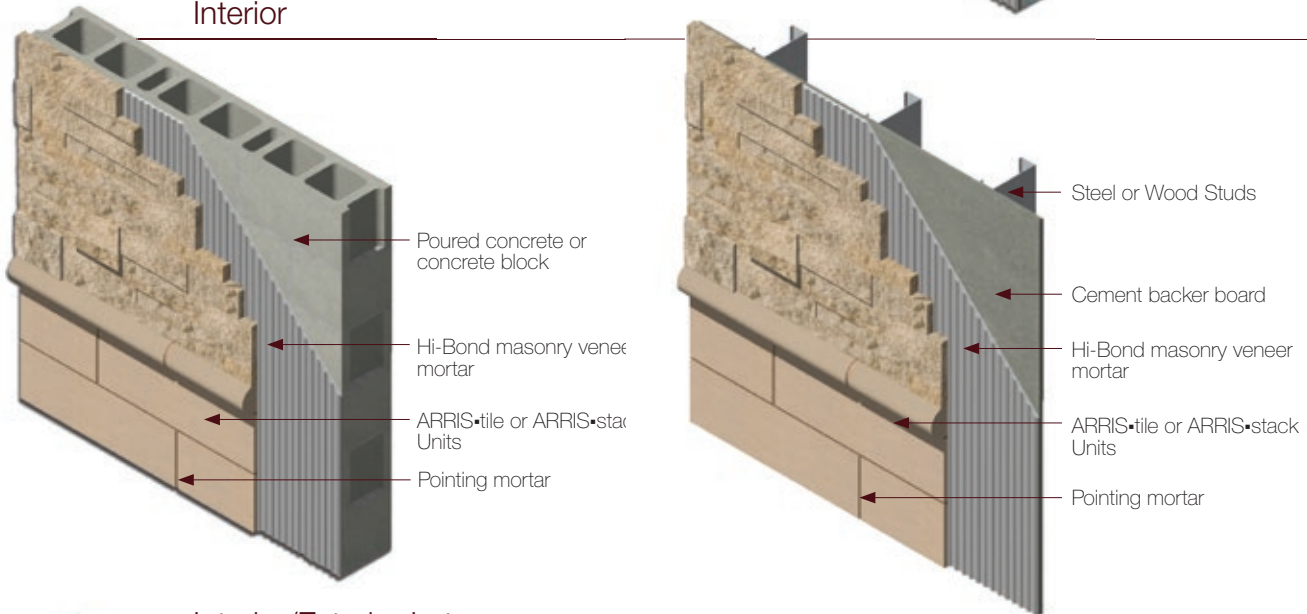 Interior
Poured concrete or
concrete block
Hi-Bond masonry venee
mortar
ARRIS▪tile or ARRIS▪stac
Units
Pointing mortar
Steel or Wood Studs
Cement backer board
Hi-Bond masonry veneer
mortar
ARRIS▪tile or ARRIS▪stack
Units
Pointing mortar